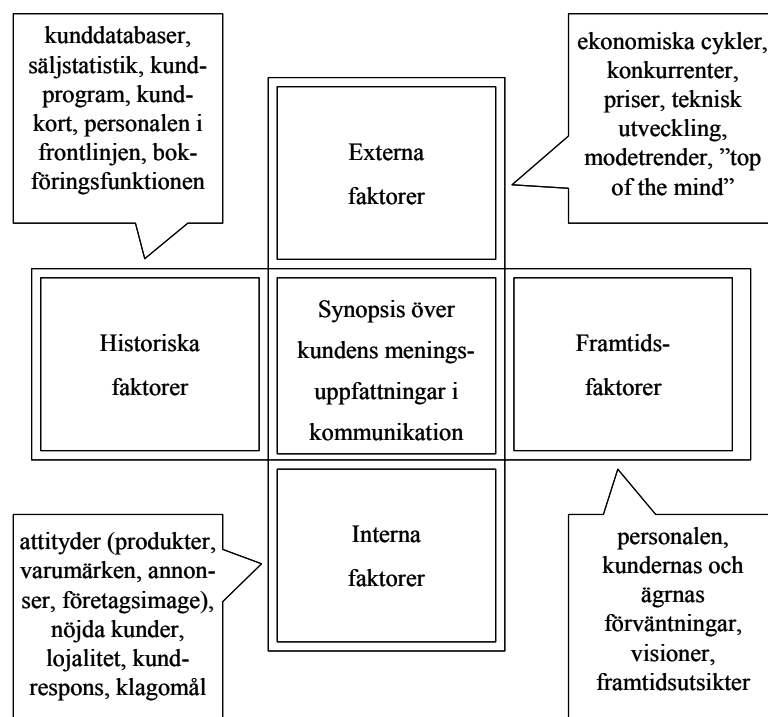 kunddatabaser,
säljstatistik, kund-
program, kund-
kort, personalen i
frontlinjen, bok-
föringsfunktionen
ekonomiska cykler,
konkurrenter,
priser, teknisk
utveckling,
modetrender, ”top
of the mind”
Externa
faktorer
Historiska
faktorer
Synopsis över
kundens menings-
uppfattningar i
kommunikation
Framtids-
faktorer
Interna
faktorer
attityder (produkter,
varumärken, annon-
ser, företagsimage),
nöjda kunder,
lojalitet, kund-
respons, klagomål
personalen,
kundernas och
ägrnas
förväntningar,
visioner,
framtidsutsikter